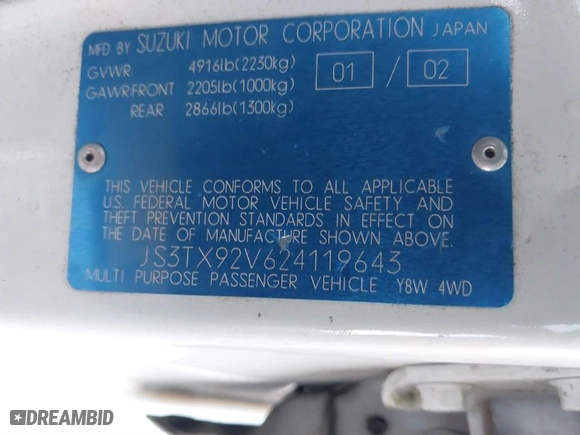 MFD BY SUZUKI MOTOR CORPORATION JAPAN
GVWR 4916lb(2230kg) 01 / 02
GAWRFRONT 2205lb(1000kg)
REAR 2866lb(1300kg)
THIS VEHICLE CONFORMS TO ALL APPLICABLE
U.S. FEDERAL MOTOR VEHICLE SAFETY AND
THEFT PREVENTION STANDARDS IN EFFECT ON
THE DATE OF MANUFACTURE SHOWN ABOVE.
JS3TX92V624119643
MULTI PURPOSE PASSENGER VEHICLE Y8W 4WD
DREAMBID